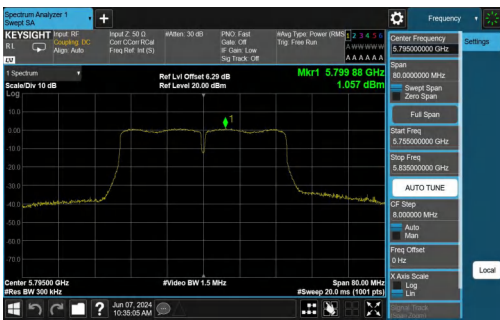 Spectrum Analyzer 1
Swept SA
Frequency
Settings
KEYSIGHT
RL
Input: RF
Coupling: DC
Align: Auto
Input Z: 50 Ω
Corr CCorr RCal
Freq Ref: Int (S)
#Atten: 30 dB
PNO: Fast
Gate: Off
IF Gain: Low
Sig Track: Off
#Avg Type: Power (RMS
Trig: Free Run
1 2 3 4 5 6
A W W W W W
A A A A A A
LV
1 Spectrum
Scale/Div 10 dB
Log
Ref Lvl Offset 6.29 dB
Ref Level 20.00 dBm
Mkr1 5.799 88 GHz
1.057 dBm
1
10.0
0.00
-10.0
-20.0
-30.0
-40.0
-50.0
-60.0
-70.0
Center 5.79500 GHz
#Res BW 300 kHz
#Video BW 1.5 MHz
Span 80.00 MHz
#Sweep 20.0 ms (1001 pts)
Jun 07, 2024
10:35:05 AM
Center Frequency
5.795000000 GHz
Span
80.0000000 MHz
Swept Span
Zero Span
Full Span
Start Freq
5.755000000 GHz
Stop Freq
5.835000000 GHz
AUTO TUNE
CF Step
8.000000 MHz
Auto
Man
Freq Offset
0 Hz
X Axis Scale
Log
Lin
Signal Track
Local